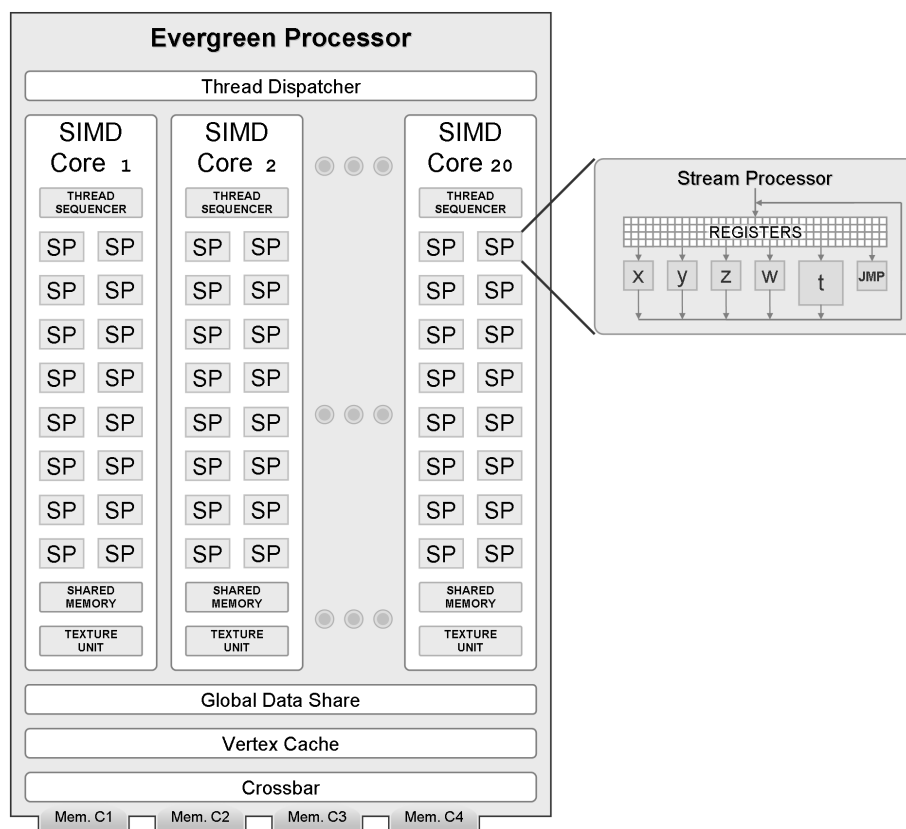 Evergreen Processor
Thread Dispatcher
SIMD
Core 1
THREAD
SEQUENCER
SP SP
SP SP
SP SP
SP SP
SP SP
SP SP
SP SP
SP SP
SHARED
MEMORY
TEXTURE
UNIT
SIMD
Core 2
THREAD
SEQUENCER
SP SP
SP SP
SP SP
SP SP
SP SP
SP SP
SP SP
SP SP
SHARED
MEMORY
TEXTURE
UNIT
SIMD
Core 20
THREAD
SEQUENCER
SP SP
SP SP
SP SP
SP SP
SP SP
SP SP
SP SP
SP SP
SHARED
MEMORY
TEXTURE
UNIT
Stream Processor
REGISTERS
x y z w t JMP
Global Data Share
Vertex Cache
Crossbar
Mem. C1 Mem. C2 Mem. C3 Mem. C4